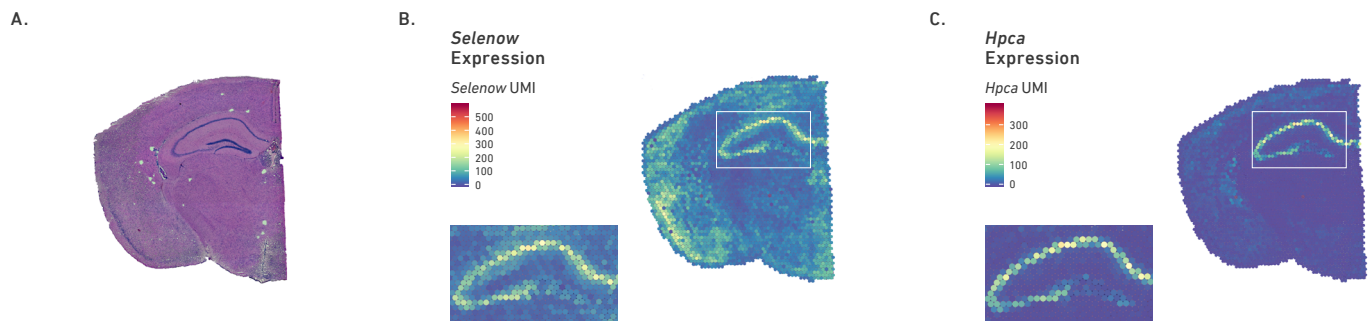 A.
B.
Selenow
Expression
Selenow UMI
500
400
300
200
100
0
C.
Hpca
Expression
Hpca UMI
300
200
100
0